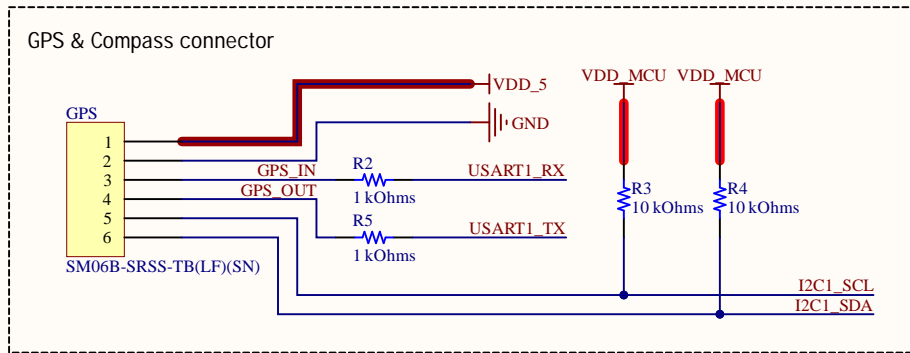 GPS & Compass connector
VDD_5
VDD_MCU VDD_MCU
GPS
1
GND
2
GPS_IN R2 USART1_RX
3
1 kOhms
GPS_OUT
4
R3 R4
10 kOhms 10 kOhms
5
R5 USART1_TX
6
1 kOhms
SM06B-SRSS-TB(LF)(SN)
I2C1_SCL
I2C1_SDA